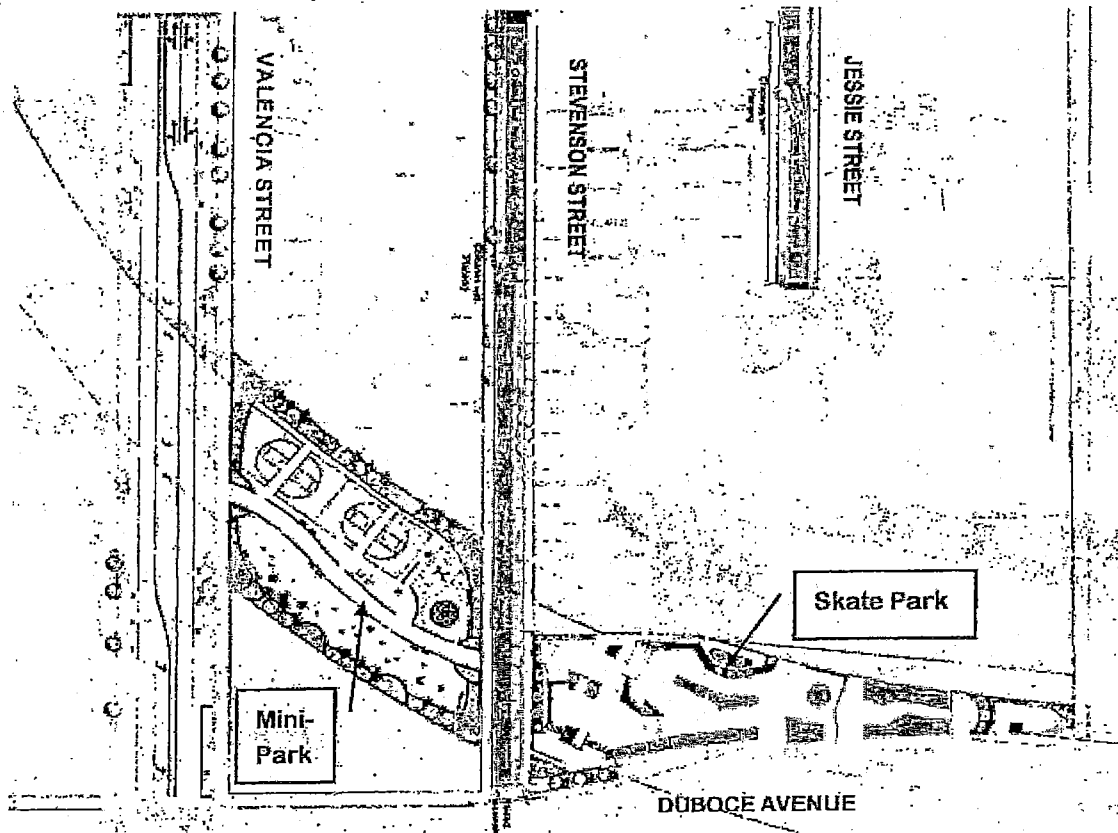 VALENCIA STREET
STEVENSON STREET
JESSIE STREET
Skate Park
Mini-
Park
DUBOCE AVENUE